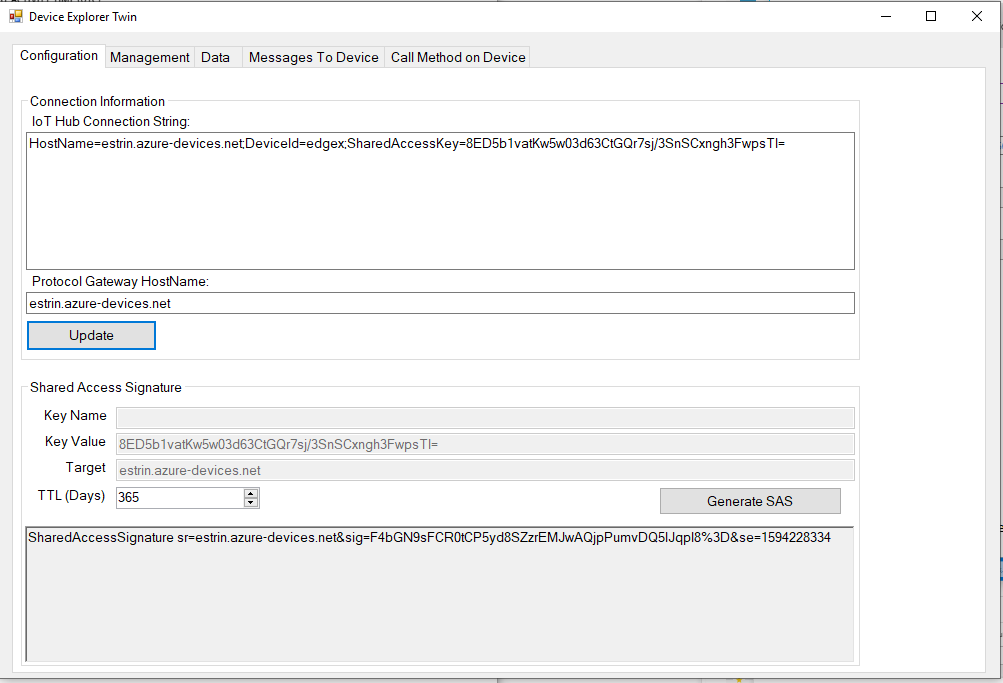 Device Explorer Twin
Configuration Management Data Messages To Device Call Method on Device
Connection Information
IoT Hub Connection String:
HostName=estrin.azure-devices.net;DeviceId=edgex;SharedAccessKey=8ED5b1vatKw5w03d63CtGQr7sj/3SnSCxngh3FwpsTI=
Protocol Gateway HostName:
estrin.azure-devices.net
Update
Shared Access Signature
Key Name
Key Value 8ED5b1vatKw5w03d63CtGQr7sj/3SnSCxngh3FwpsTI=
Target estrin.azure-devices.net
TTL (Days) 365
Generate SAS
SharedAccessSignature sr=estrin.azure-devices.net&sig=F4bGN9sFCR0tCP5yd8SZzrEMJwAQjpPumvDQ5lJqpI8%3D&se=1594228334